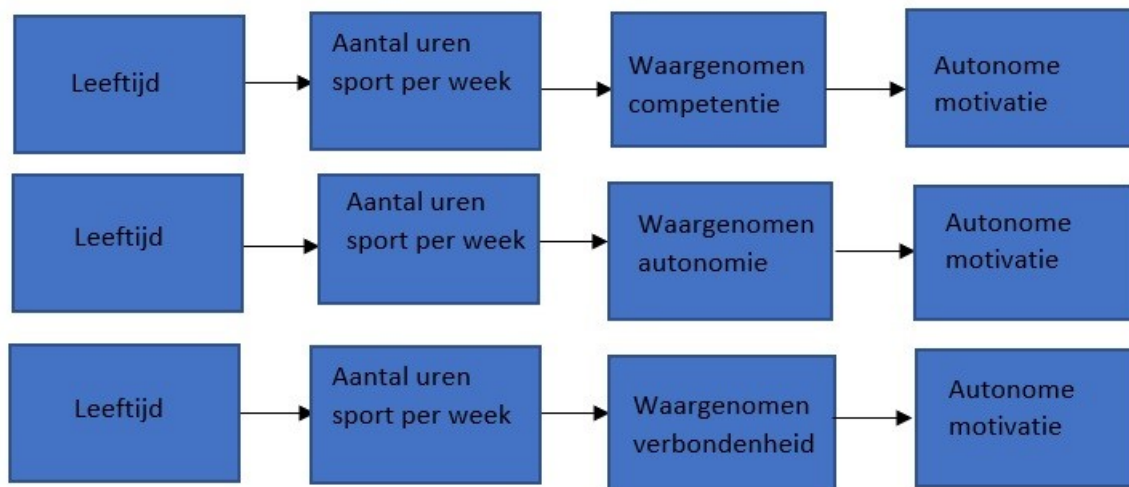 Leeftijd
Aantal uren
sport per week
Waargenomen
competentie
Autonome
motivatie
Leeftijd
Aantal uren
sport per week
Waargenomen
autonomie
Autonome
motivatie
Leeftijd
Aantal uren
sport per week
Waargenomen
verbondenheid
Autonome
motivatie